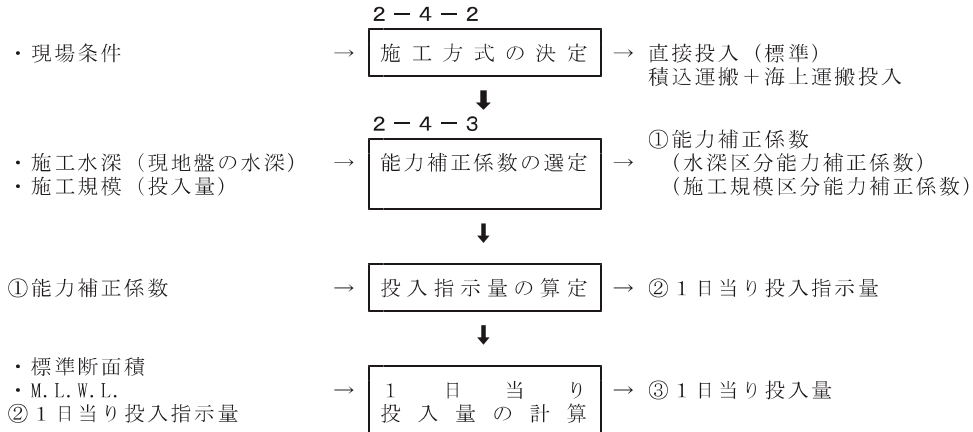 2－4－2
・現場条件 → 施工方式の決定 → 直接投入（標準）
積込運搬＋海上運搬投入
⬇
2－4－3
・施工水深（現地盤の水深） → 能力補正係数の選定 → ①能力補正係数
・施工規模（投入量） （水深区分能力補正係数）
（施工規模区分能力補正係数）
⬇
①能力補正係数 → 投入指示量の算定 → ②１日当り投入指示量
⬇
・標準断面積
・M.L.W.L. → １日当り → ③１日当り投入量
②１日当り投入指示量 投入量の計算